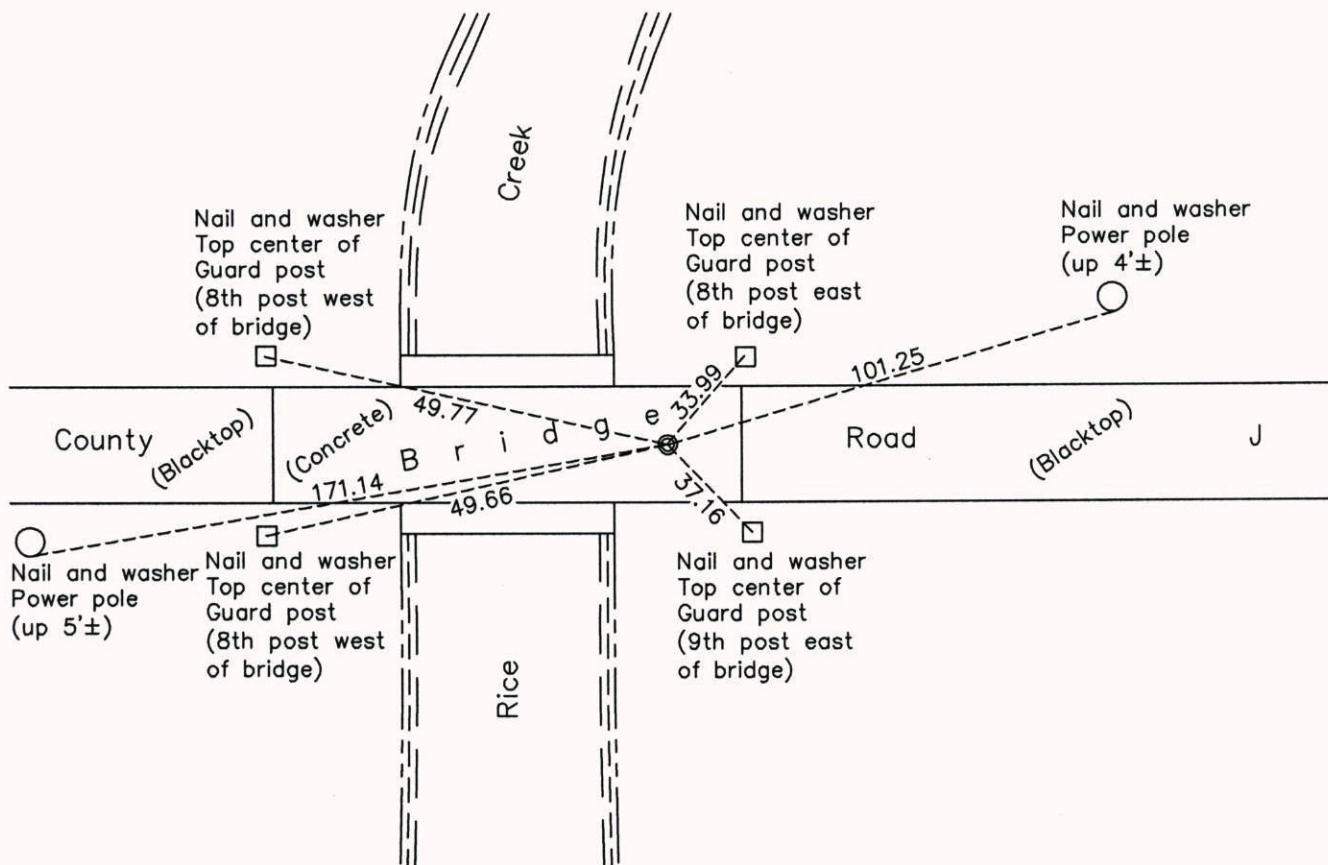 Creek
Nail and washer
Top center of
Guard post
(8th post west
of bridge)
Nail and washer
Top center of
Guard post
(8th post east
of bridge)
Nail and washer
Power pole
(up 4'±)
49.77
33.99
101.25
County
(Blacktop)
(Concrete)
Bridge
Road
(Blacktop)
J
171.14
49.66
37.16
Nail and washer
Power pole
(up 5'±)
Nail and washer
Top center of
Guard post
(8th post west
of bridge)
Nail and washer
Top center of
Guard post
(9th post east
of bridge)
Rice